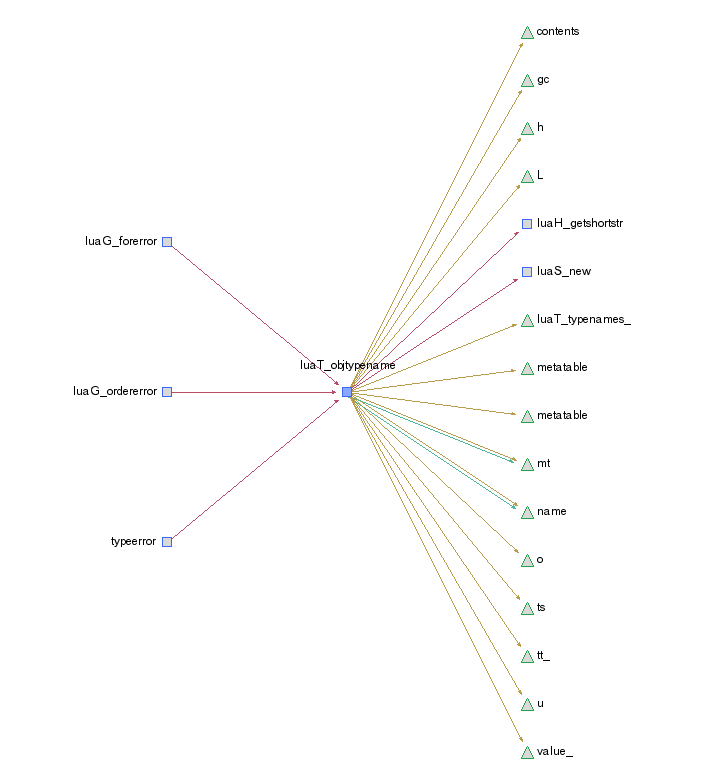 contents
gc
h
L
luaG_forerror
luaH_getshortstr
luaS_new
luaT_typenames_
luaT_objtypename
metatable
luaG_ordererror
metatable
mt
name
typeerror
o
ts
tt_
u
value_